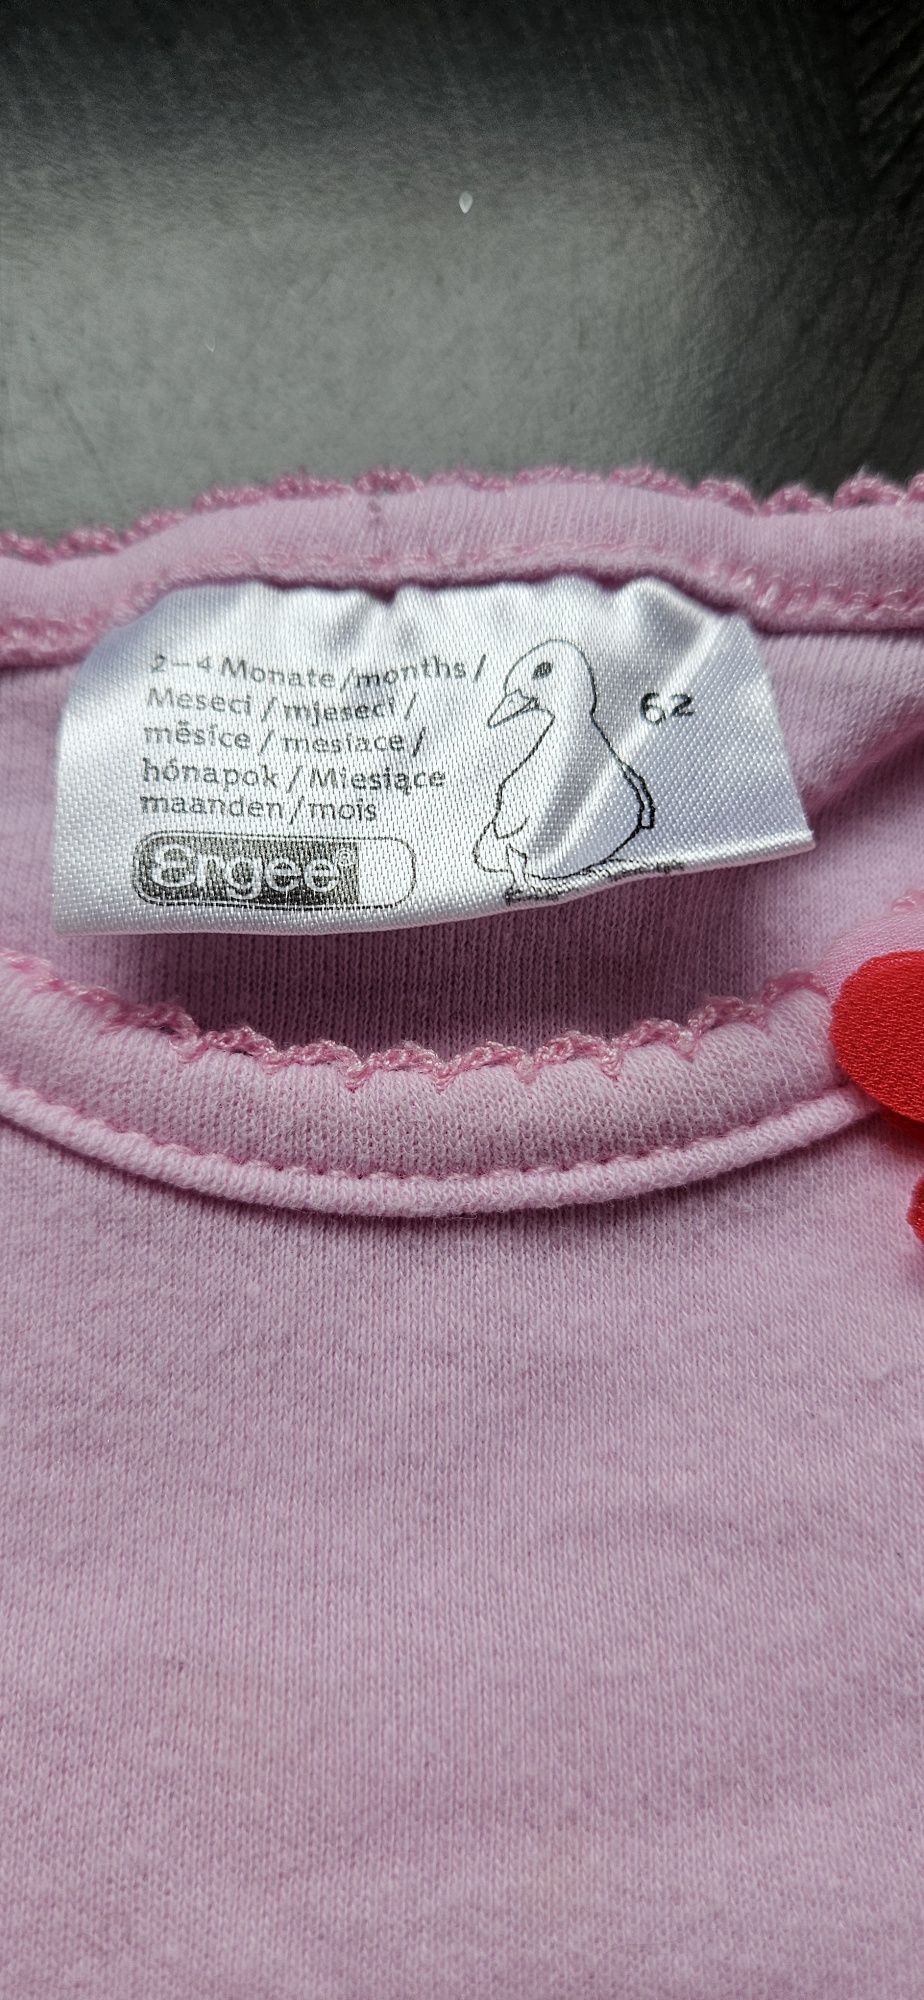 2-4 Monate/months/
Meseci/mjeseci/
měsíce/mesiace/
hónapok/Miesiące
maanden/mois
Ergee®
62